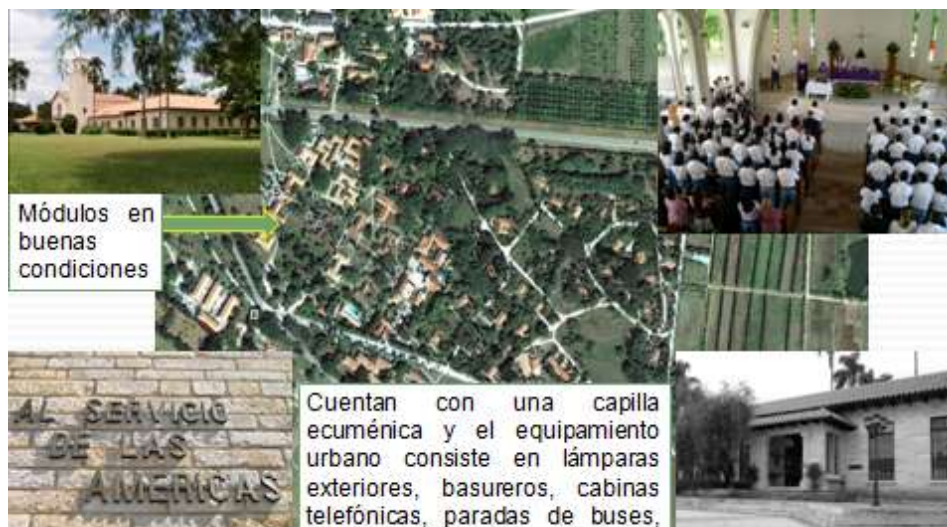 Módulos en
buenas
condiciones
AL SERVICIO
DE LAS
AMERICAS
Cuentan con una capilla
ecuménica y el equipamiento
urbano consiste en lámparas
exteriores, basureros, cabinas
telefónicas, paradas de buses,